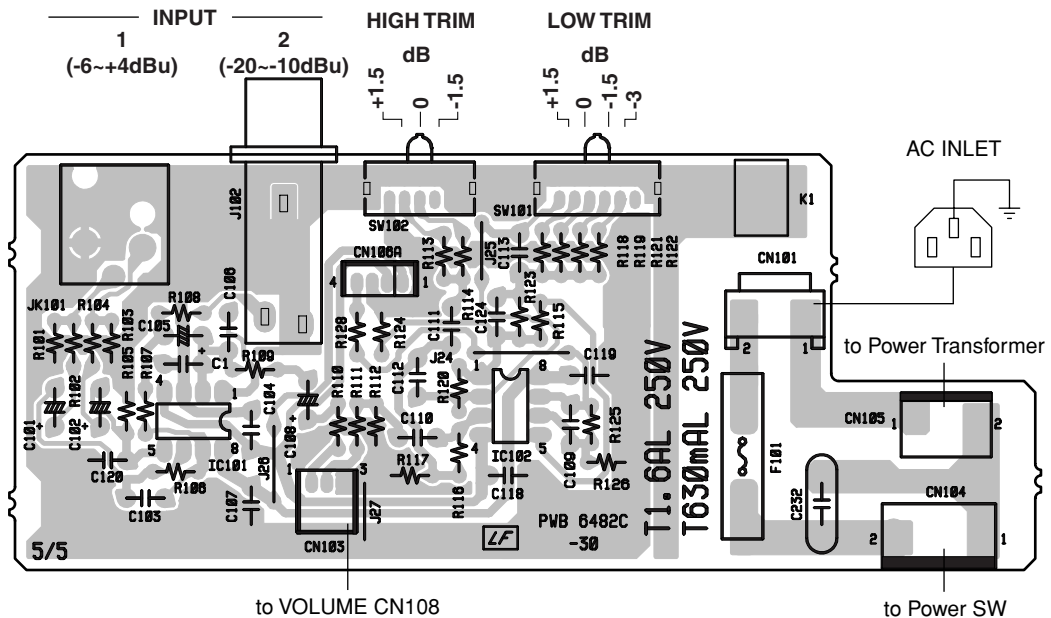 INPUT
1
2
(-6~+4dBu)
(-20~-10dBu)
HIGH TRIM
dB
+1.5
0
-1.5
LOW TRIM
dB
+1.5
0
-1.5
-3
AC INLET
J102
SW102
SW101
K1
CN106A
4
1
R113
J25
C113
R118
R119
R121
R122
CN101
2
1
JK101
R104
R108
C106
R101
R103
C105
C1
R105
R107
R102
4
1
5
8
R109
C104
R128
R124
C111
R114
C124
R123
R115
J24
C112
R120
8
C119
R110
R111
R112
C101
+
C102
+
+
C120
IC101
J26
C108
+
C110
R117
4
IC102
5
C109
R125
R126
R106
C103
C107
1
3
J27
R116
C118
CN103
LF
PWB 6482C
-30
T1.6AL 250V
T630mAL 250V
F101
C232
to Power Transformer
CN105
1
2
CN104
2
1
5/5
to VOLUME CN108
to Power SW